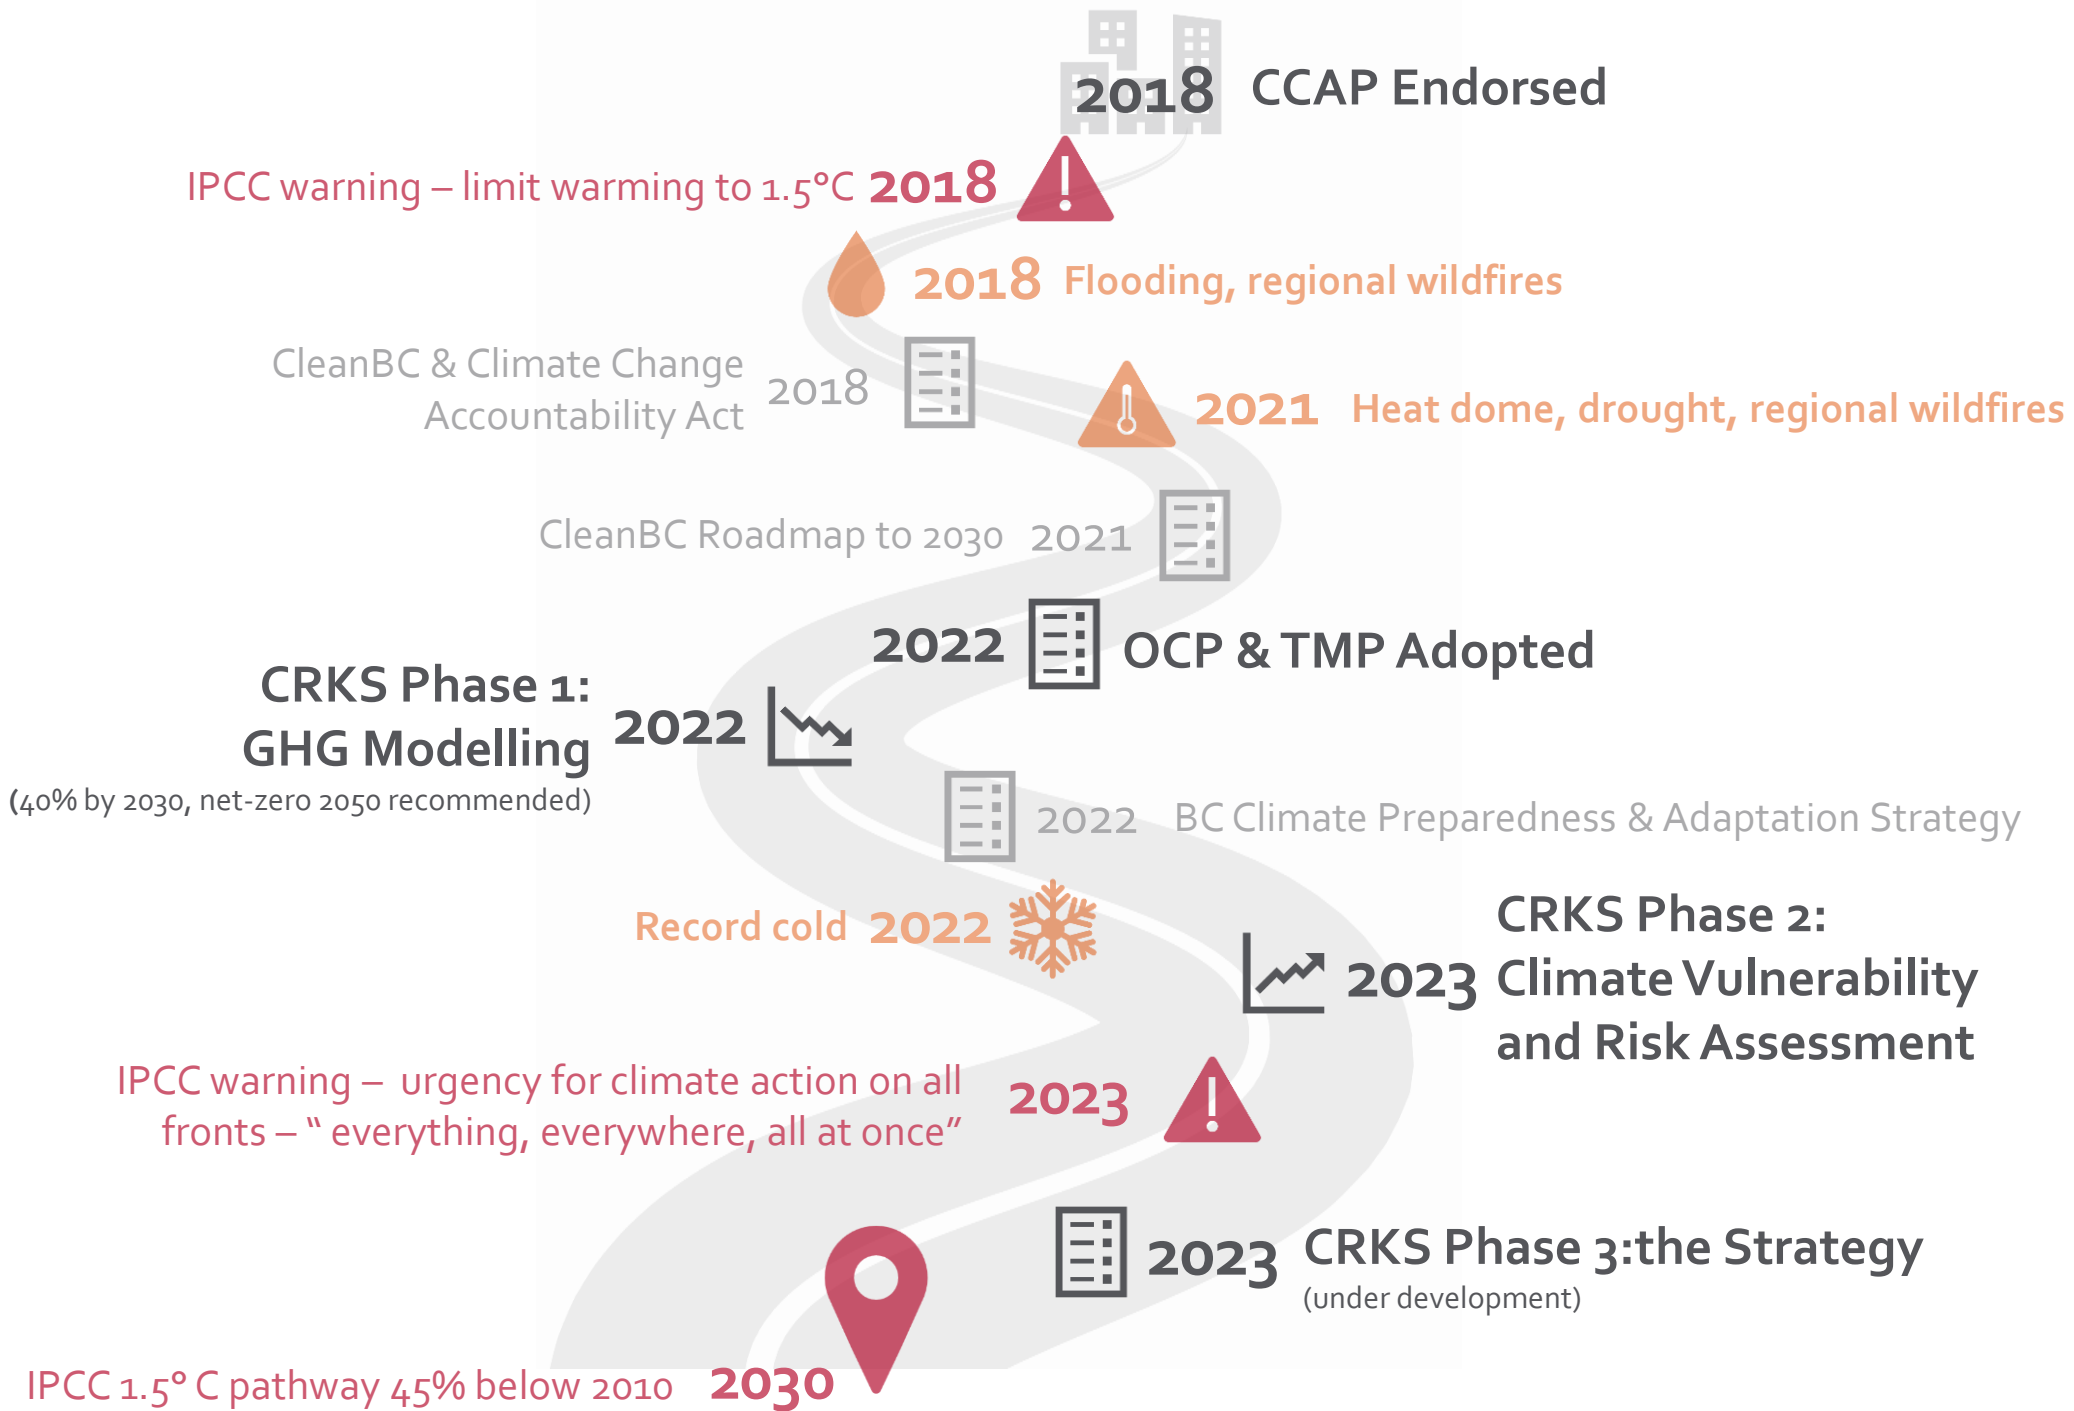 2018 CCAP Endorsed
IPCC warning – limit warming to 1.5°C 2018
2018 Flooding, regional wildfires
CleanBC & Climate Change
Accountability Act
2018
2021 Heat dome, drought, regional wildfires
CleanBC Roadmap to 2030 2021
2022 OCP & TMP Adopted
CRKS Phase 1:
GHG Modelling
(40% by 2030, net-zero 2050 recommended)
2022
2022 BC Climate Preparedness & Adaptation Strategy
Record cold 2022
2023
CRKS Phase 2:
Climate Vulnerability
and Risk Assessment
IPCC warning – urgency for climate action on all
fronts – “ everything, everywhere, all at once”
2023
2023 CRKS Phase 3:the Strategy
(under development)
IPCC 1.5° C pathway 45% below 2010 2030